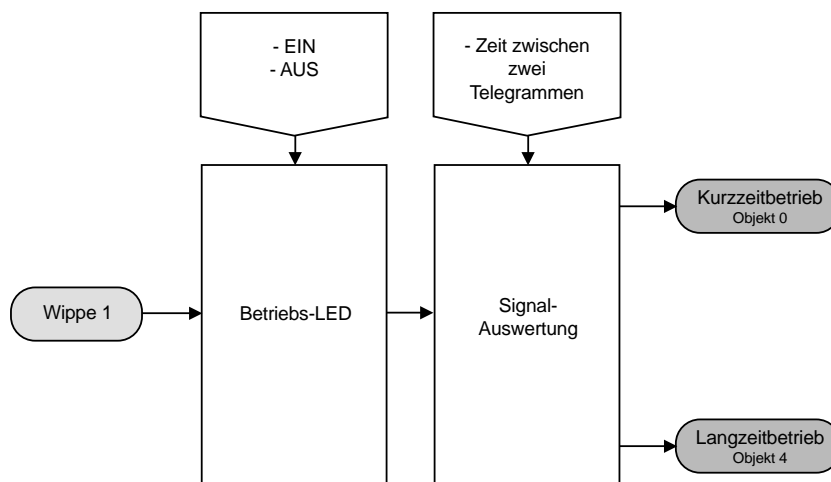 - EIN
- AUS
- Zeit zwischen
zwei
Telegrammen
Kurzzeitbetrieb
Objekt 0
Wippe 1
Betriebs-LED
Signal-
Auswertung
Langzeitbetrieb
Objekt 4